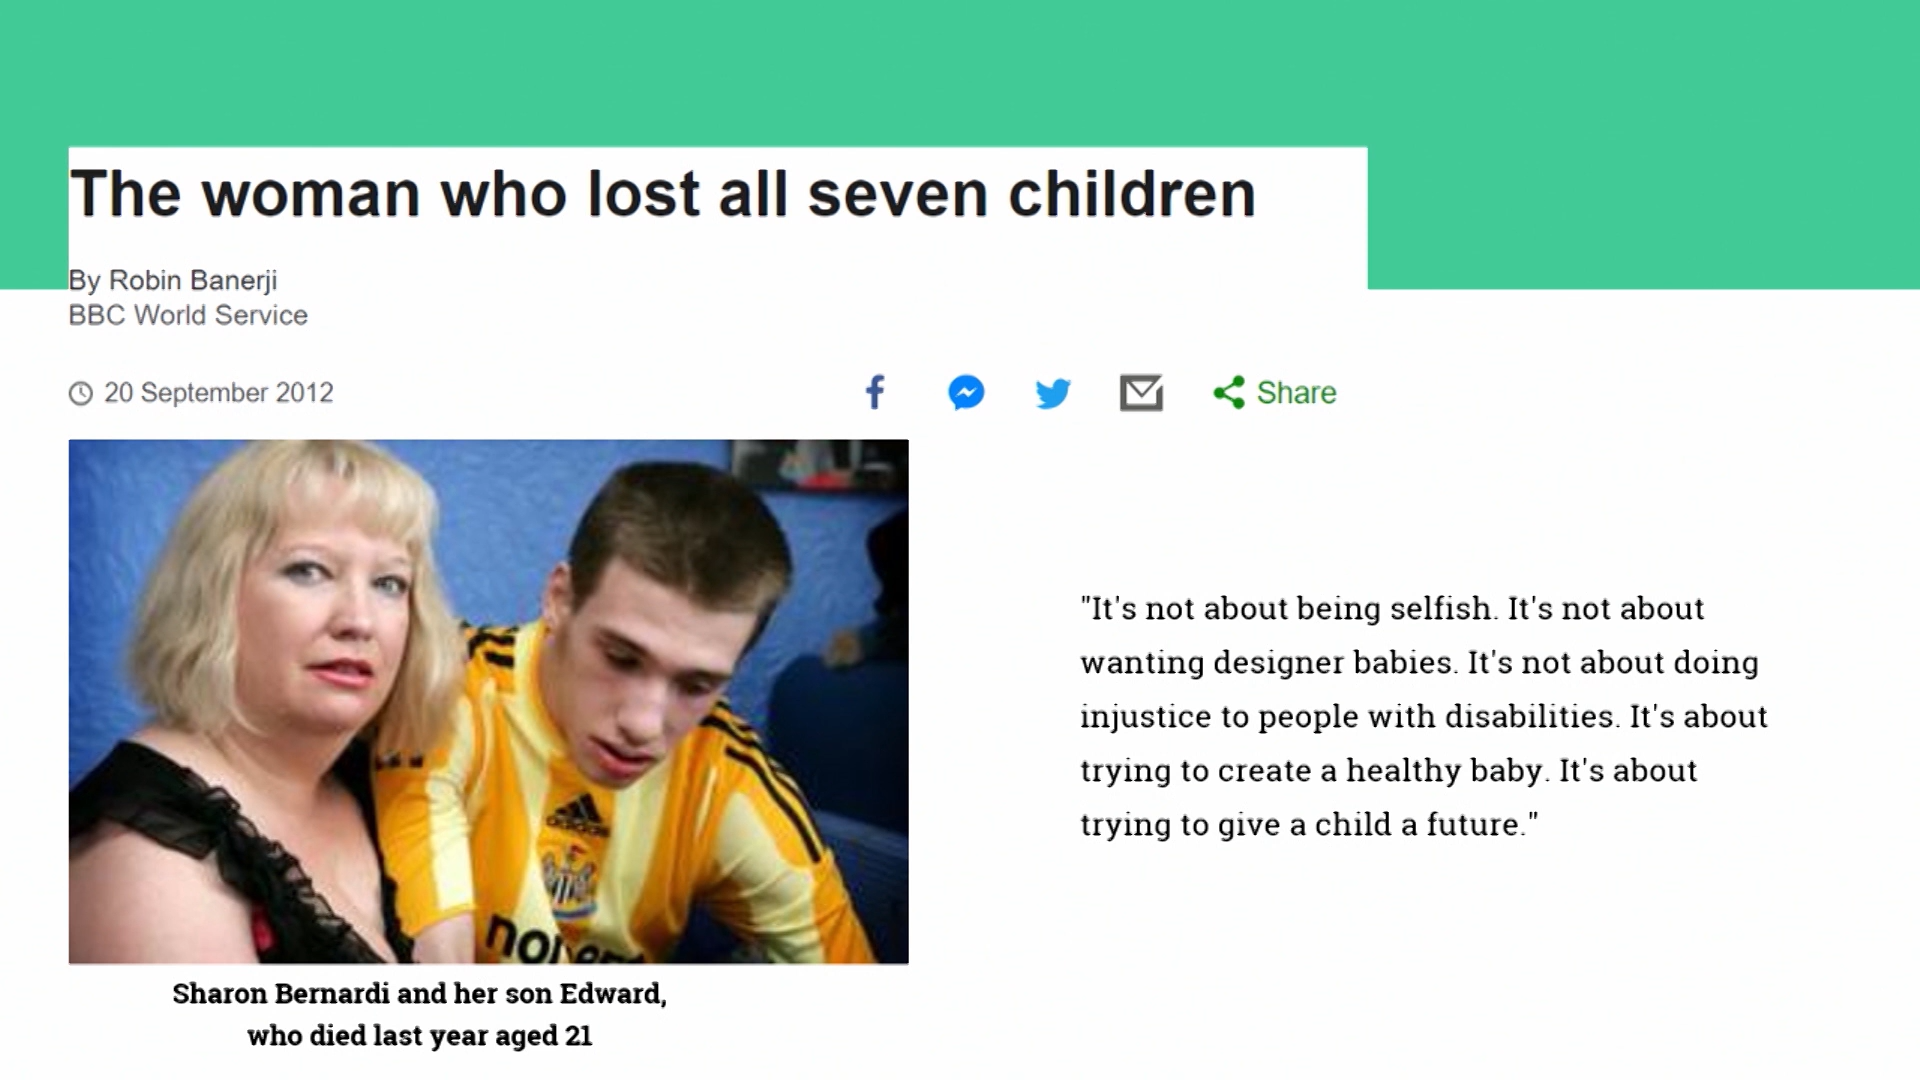 The woman who lost all seven children
By Robin Banerji
BBC World Service
20 September 2012
Share
adidas
"It's not about being selfish. It's not about
wanting designer babies. It's not about doing
injustice to people with disabilities. It's about
trying to create a healthy baby. It's about
trying to give a child a future."
Sharon Bernardi and her son Edward,
who died last year aged 21